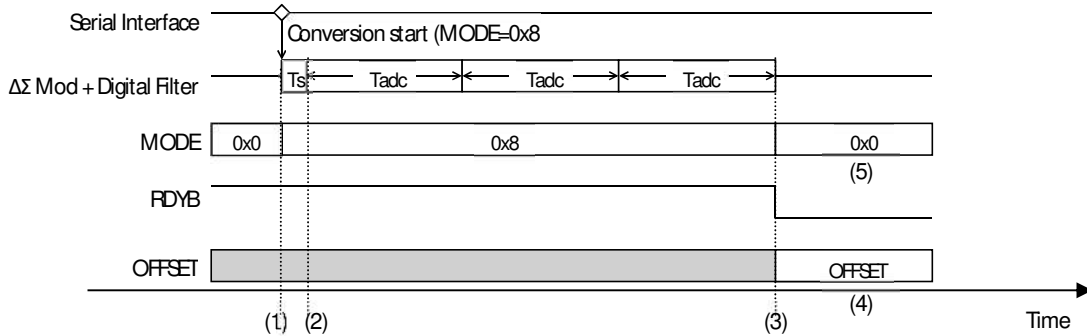 Serial Interface
Conversion start (MODE=0x8
ΔΣ Mod + Digital Filter Ts Tadc Tadc Tadc
MODE 0x0 0x8 0x0
(5)
RDYB
OFFSET OFFSET
(4)
(1) (2) (3) Time